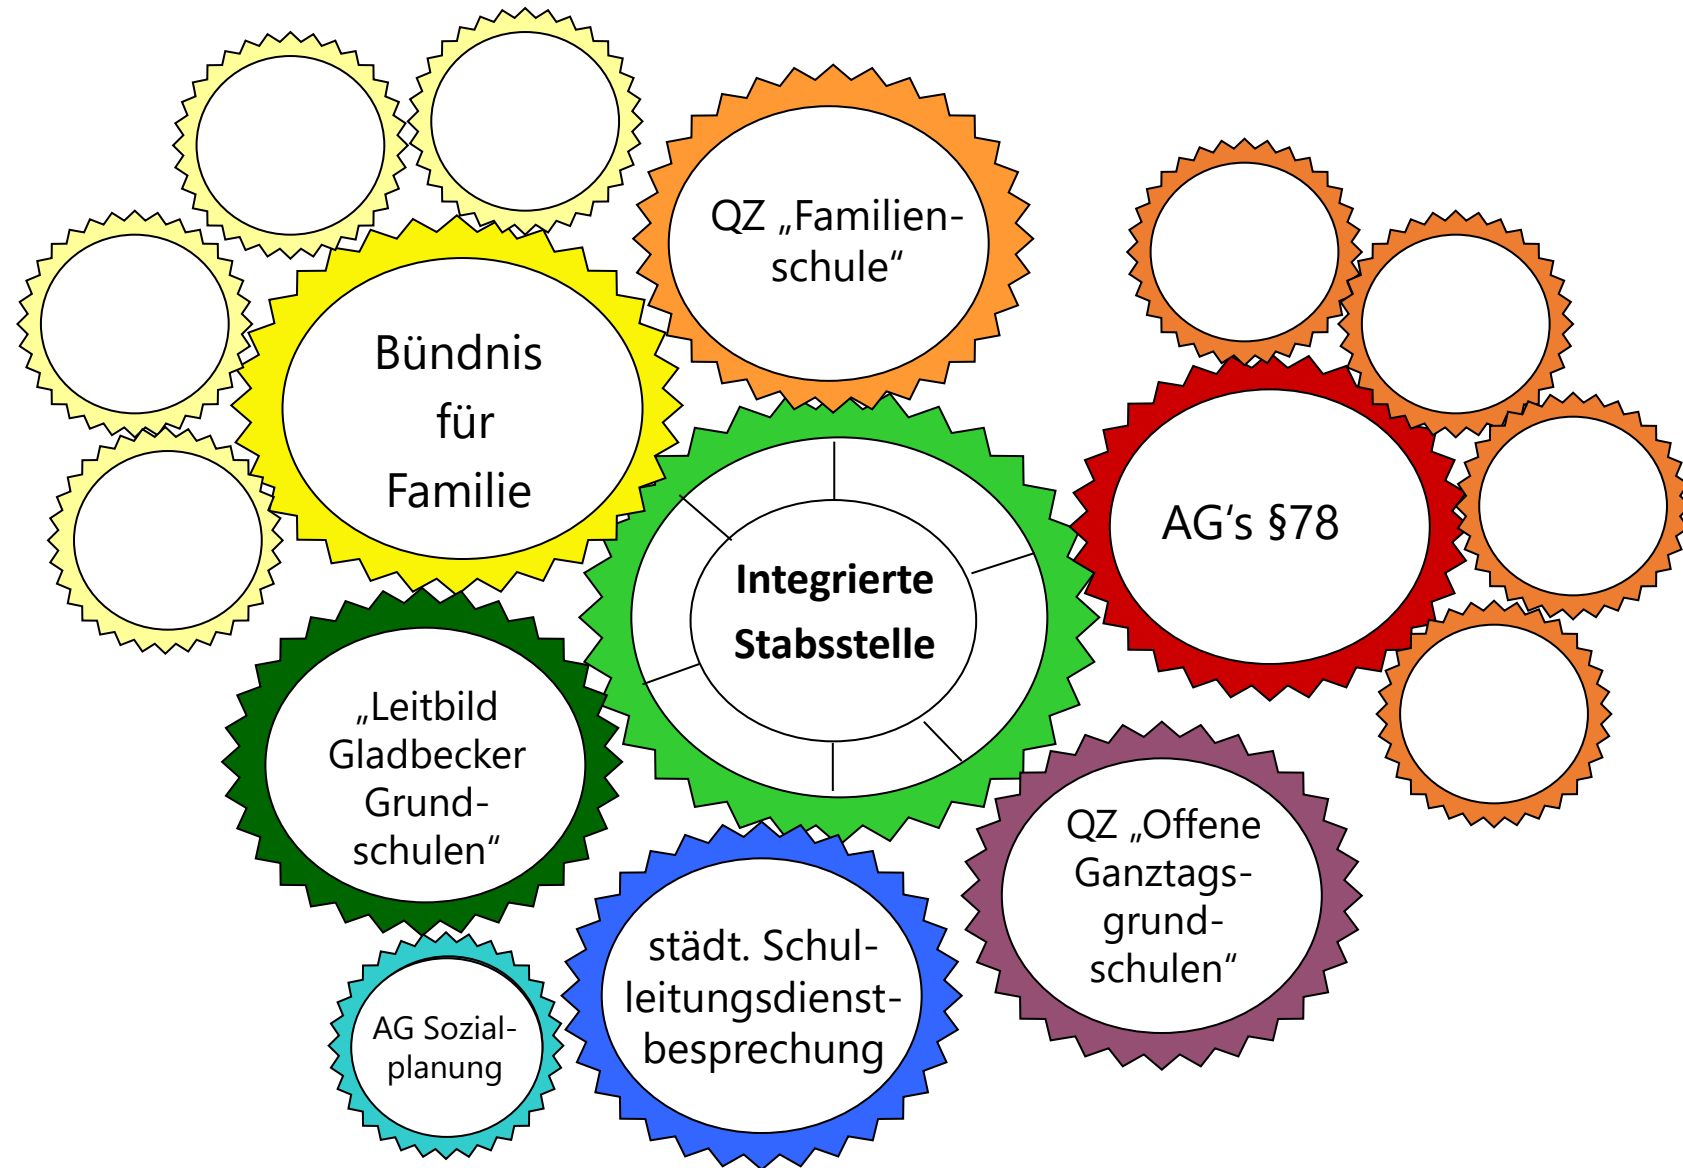 QZ „Familien-
schule“
Bündnis
für
Familie
AG‘s §78
Integrierte
Stabsstelle
„Leitbild
Gladbecker
Grund-
schulen“
QZ „Offene
Ganztags-
grund-
schulen“
städt. Schul-
leitungsdienst-
besprechung
AG Sozial-
planung